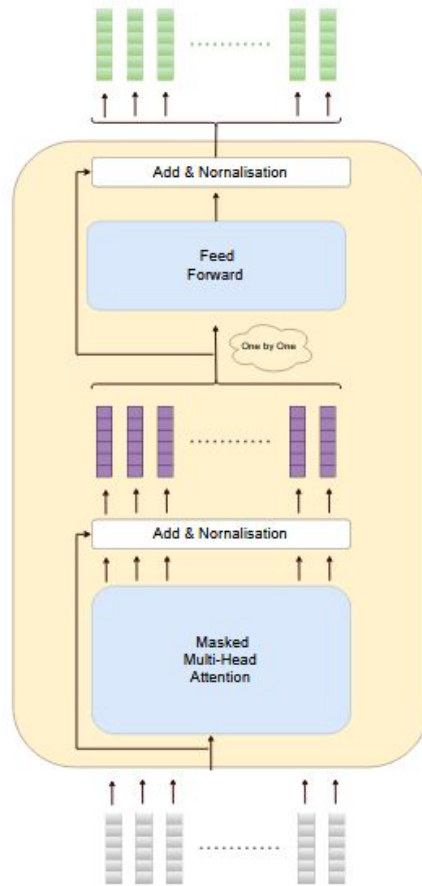 Add & Nornalisation
Feed
Forward
One by One
Add & Nornalisation
Masked
Multi-Head
Attention